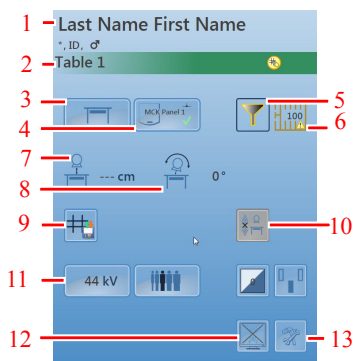 1
Last Name First Name
*, ID, ♂
2
Table 1
3
4
MCK Panel 1
5
100
6
7
--- cm
8
0°
9
10
11
44 kV
0
12
13